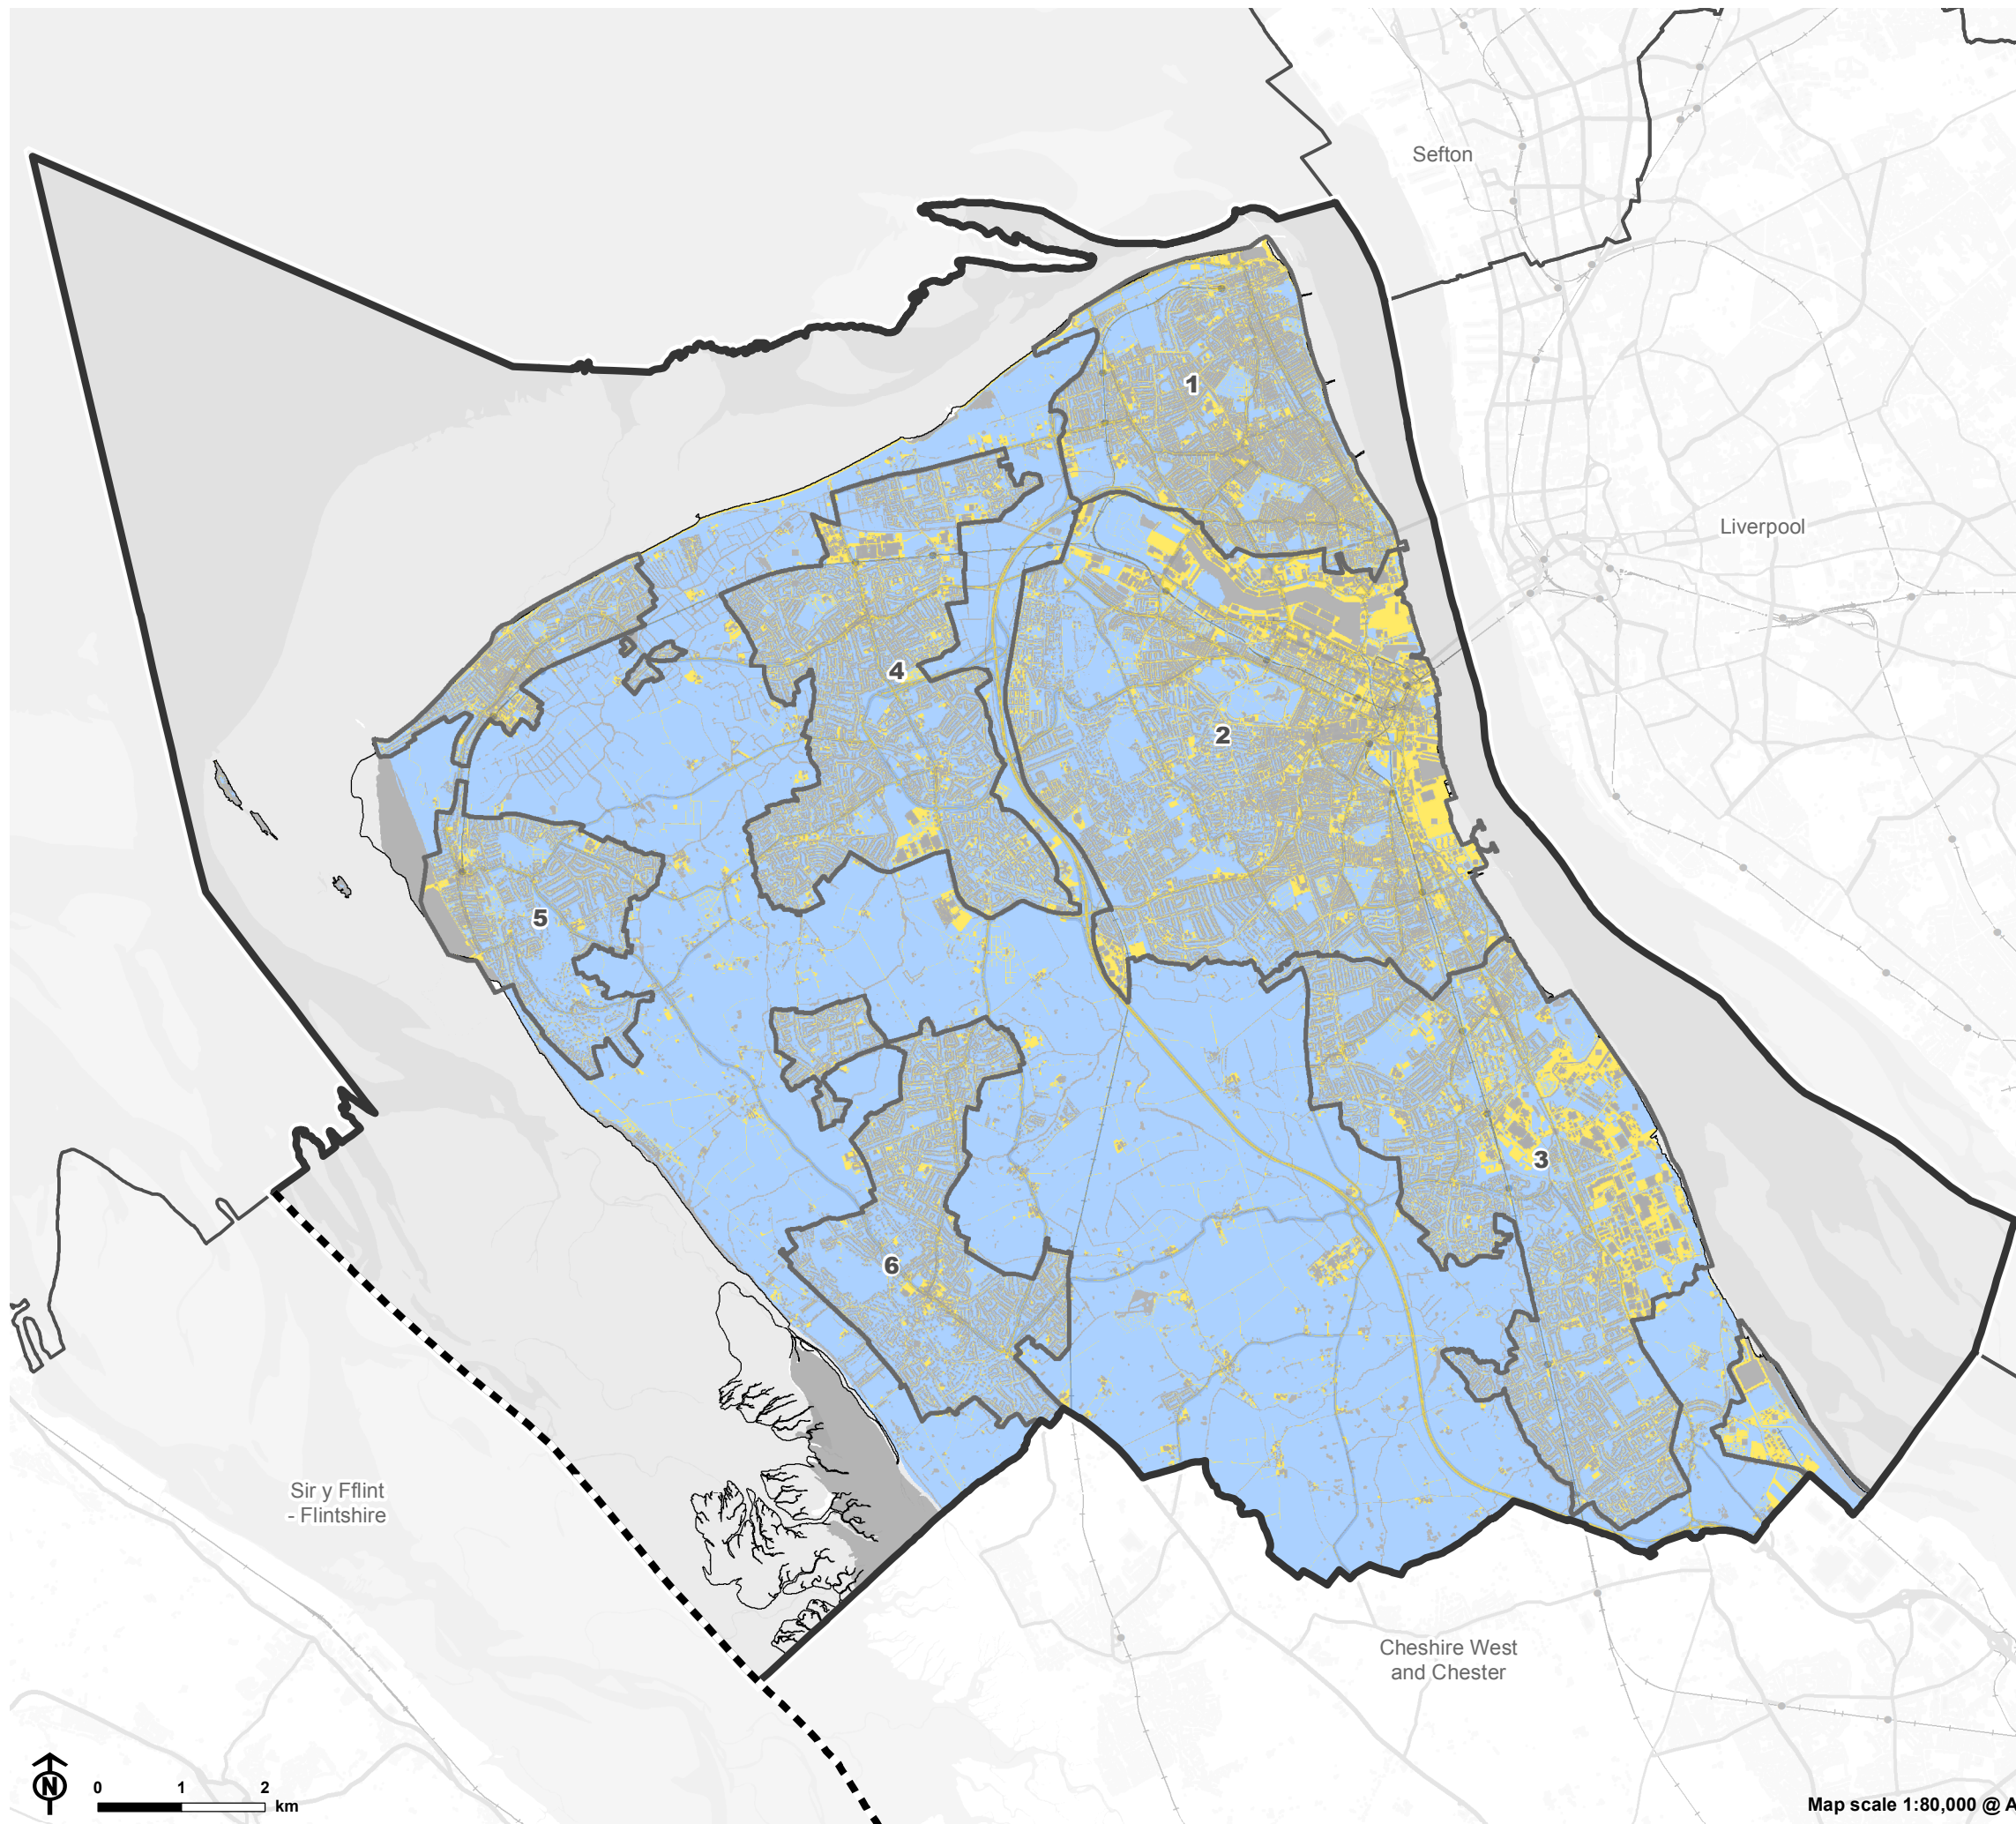 Sefton
1
Liverpool
4
2
5
3
6
Sir y Fflint
- Flintshire
Cheshire West
and Chester
N
0 1 2
km
Map scale 1:80,000 @ A